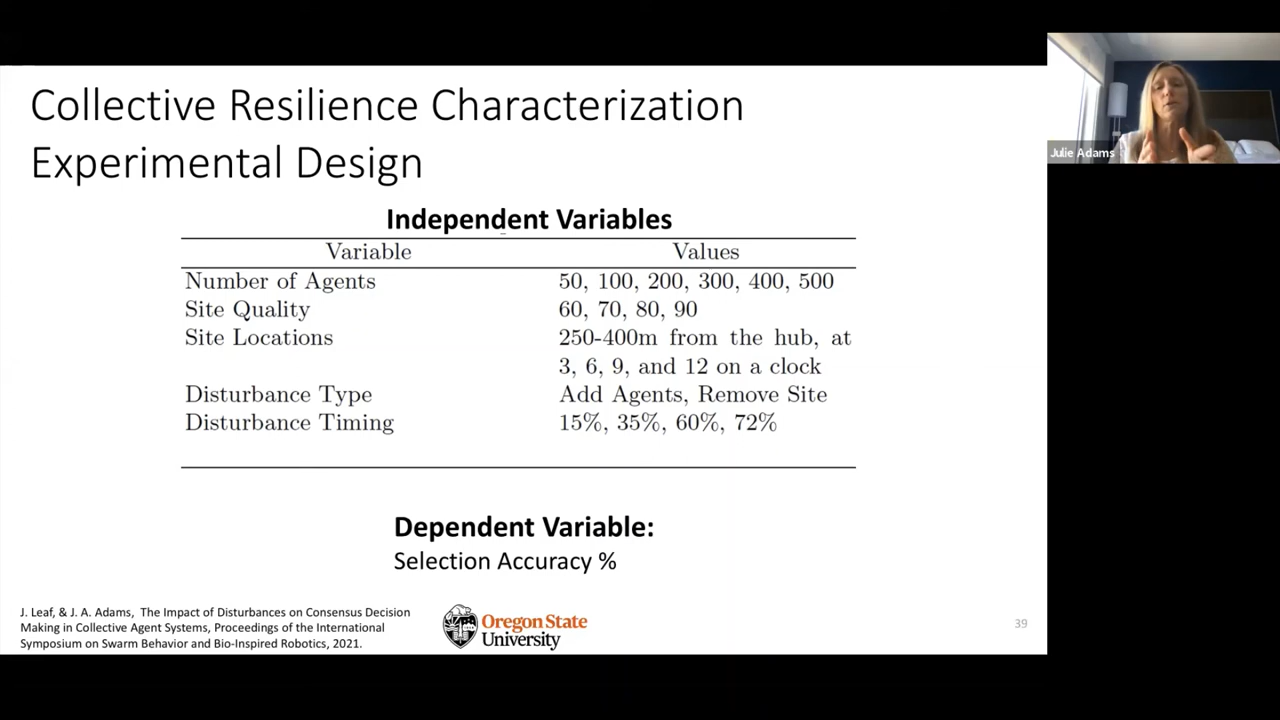 Collective Resilience Characterization
Experimental Design
Julie Adams
Independent Variables
Variable Values
Number of Agents 50, 100, 200, 300, 400, 500
Site Quality 60, 70, 80, 90
Site Locations 250-400m from the hub, at
3, 6, 9, and 12 on a clock
Disturbance Type Add Agents, Remove Site
Disturbance Timing 15%, 35%, 60%, 72%
Dependent Variable:
Selection Accuracy %
J. Leaf, & J. A. Adams, The Impact of Disturbances on Consensus Decision
Making in Collective Agent Systems, Proceedings of the International
Symposium on Swarm Behavior and Bio-Inspired Robotics, 2021.
Oregon State
University
39